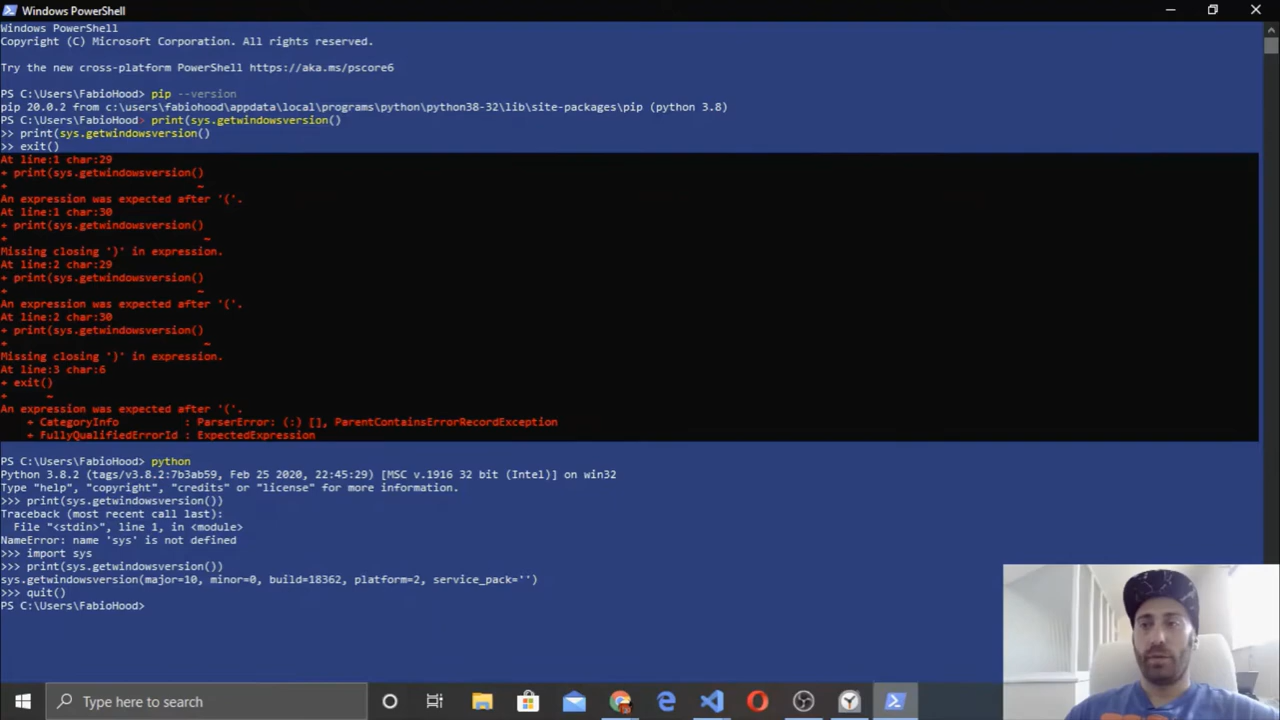 Windows PowerShell
Windows PowerShell
Copyright (C) Microsoft Corporation. All rights reserved.
Try the new cross-platform PowerShell https://aka.ms/pscore6
PS C:\Users\FabioHood> pip --version
pip 20.0.2 from c:\users\fabiohood\appdata\local\programs\python\python38-32\lib\site-packages\pip (python 3.8)
PS C:\Users\FabioHood> print(sys.getwindowsversion()
>> print(sys.getwindowsversion()
>> exit()
At line:1 char:29
+ print(sys.getwindowsversion()
+                             ~
An expression was expected after '('.
At line:1 char:30
+ print(sys.getwindowsversion()
+                              ~
Missing closing ')' in expression.
At line:2 char:29
+ print(sys.getwindowsversion()
+                             ~
An expression was expected after '('.
At line:2 char:30
+ print(sys.getwindowsversion()
+                              ~
Missing closing ')' in expression.
At line:3 char:6
+ exit()
+      ~
An expression was expected after '('.
    + CategoryInfo          : ParserError: (:) [], ParentContainsErrorRecordException
    + FullyQualifiedErrorId : ExpectedExpression
PS C:\Users\FabioHood> python
Python 3.8.2 (tags/v3.8.2:7b3ab59, Feb 25 2020, 22:45:29) [MSC v.1916 32 bit (Intel)] on win32
Type "help", "copyright", "credits" or "license" for more information.
>>> print(sys.getwindowsversion())
Traceback (most recent call last):
  File "<stdin>", line 1, in <module>
NameError: name 'sys' is not defined
>>> import sys
>>> print(sys.getwindowsversion())
sys.getwindowsversion(major=10, minor=0, build=18362, platform=2, service_pack='')
>>> quit()
PS C:\Users\FabioHood>
Type here to search